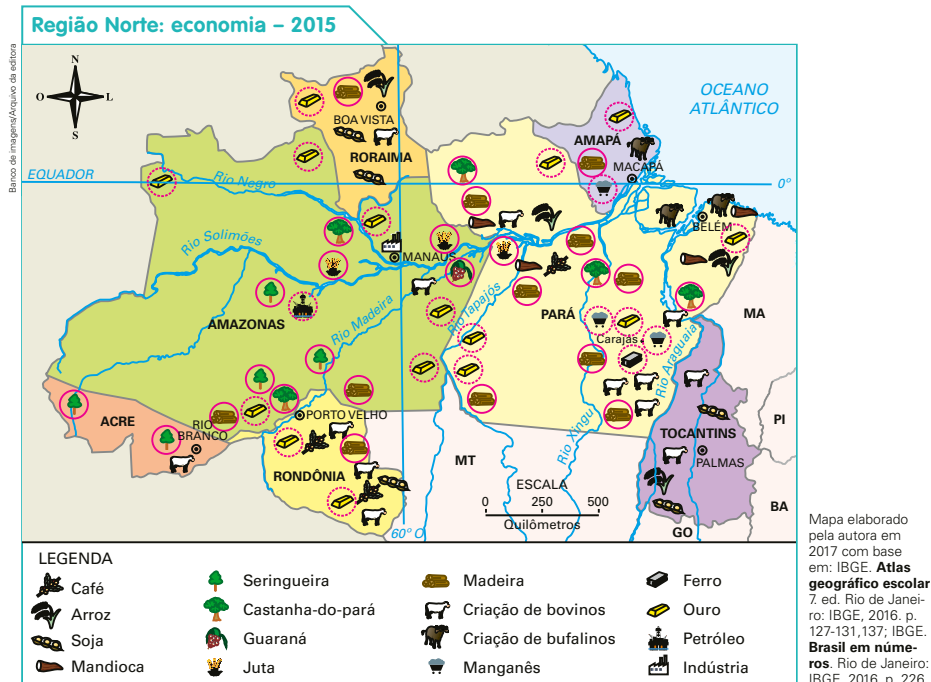 Região Norte: economia – 2015
Banco de imagens/Arquivo da editora
N
O
L
S
OCEANO
ATLÂNTICO
BOA VISTA
RORAIMA
AMAPÁ
MACAPÁ
EQUADOR
0°
Rio Negro
BELÉM
Rio Solimões
MANAUS
Rio Madeira
Rio Tapajós
AMAZONAS
PARÁ
MA
Carajás
Rio Araguaia
Rio Xingu
ACRE
RIO
BRANCO
PORTO VELHO
RONDÔNIA
MT
TOCANTINS
PALMAS
PI
BA
GO
ESCALA
0 250 500
Quilômetros
60° O
LEGENDA
Café
Arroz
Soja
Mandioca
Seringueira
Castanha-do-pará
Guaraná
Juta
Madeira
Criação de bovinos
Criação de bufalinos
Manganês
Ferro
Ouro
Petróleo
Indústria
Mapa elaborado
pela autora em
2017 com base
em: IBGE. Atlas
geográfico escolar
7. ed. Rio de Janei-
ro: IBGE, 2016. p.
127-131,137; IBGE.
Brasil em núme-
ros. Rio de Janeiro:
IBGE, 2016. p. 226